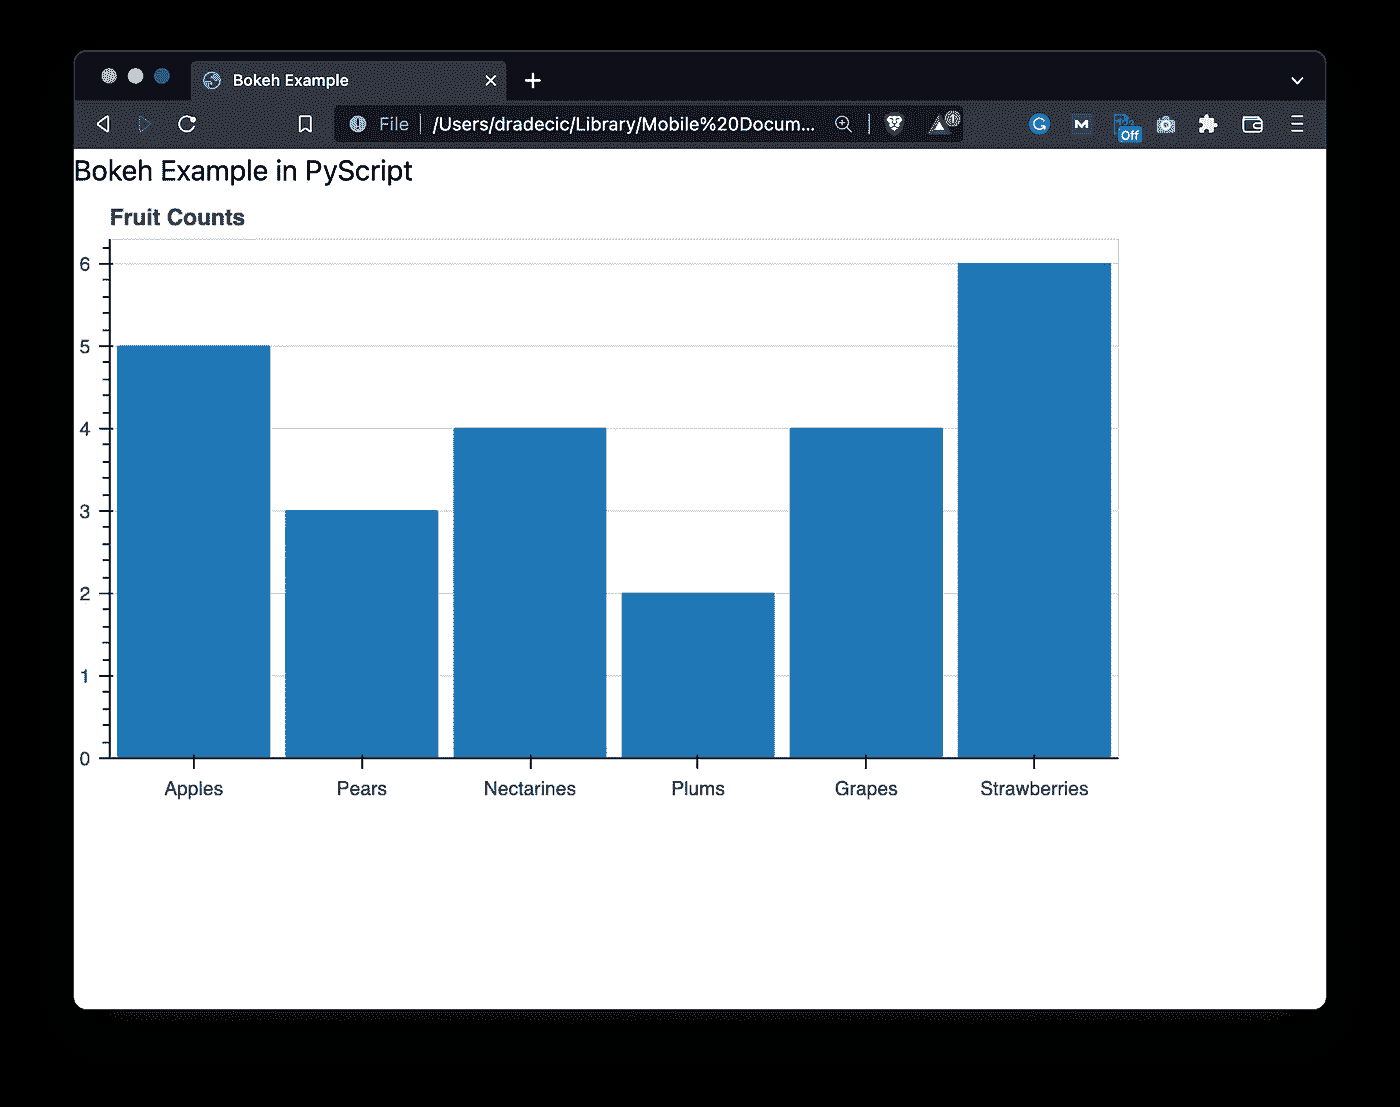 Bokeh Example
File /Users/dradecic/Library/Mobile%20Docum...
Off
Bokeh Example in PyScript
Fruit Counts
6
5
4
3
2
1
0
Apples Pears Nectarines Plums Grapes Strawberries